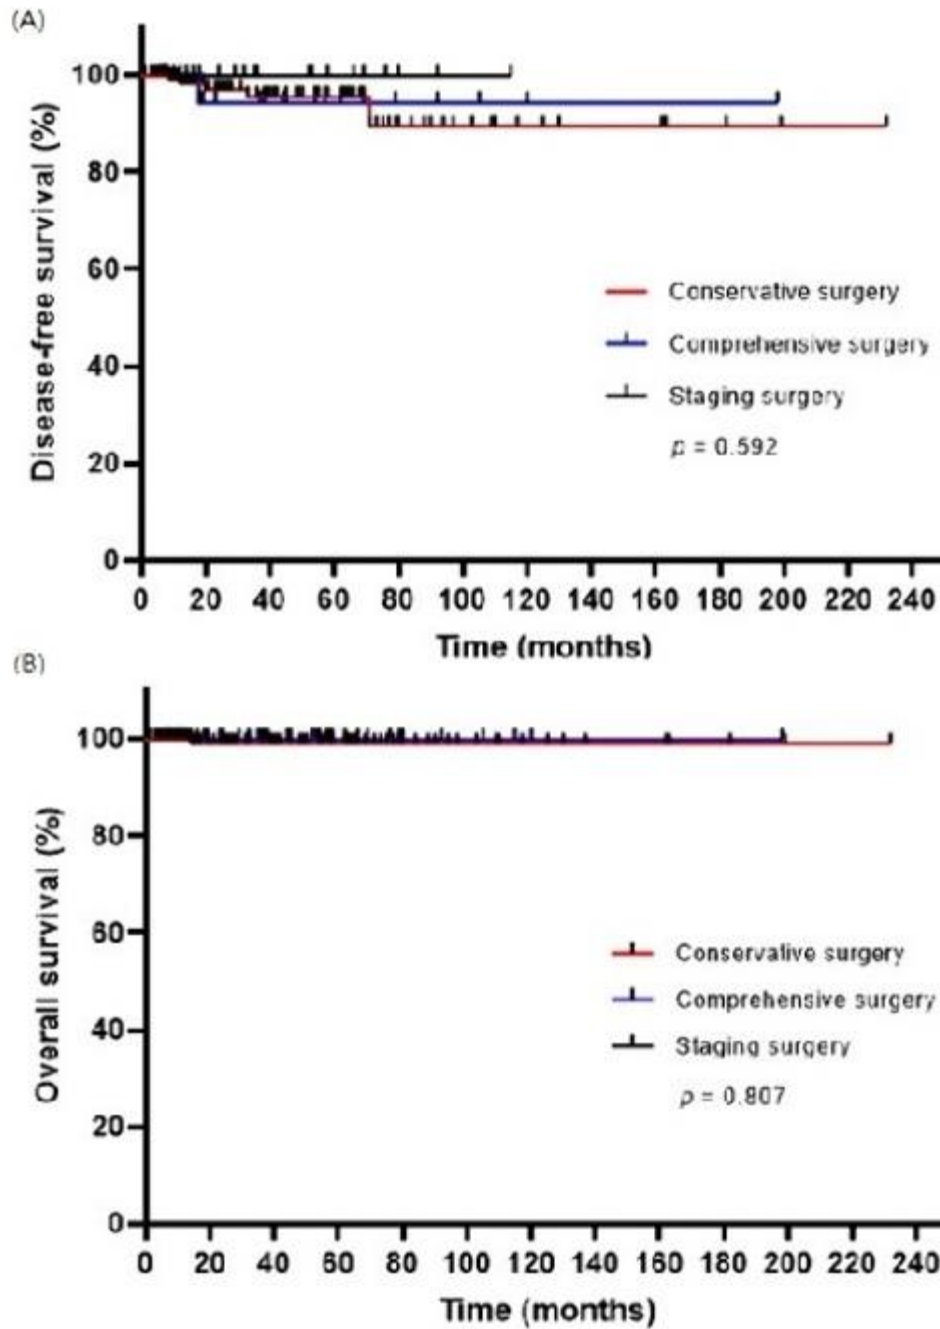 (A)
Disease-free survival (%)
100
80
60
40
20
0
Conservative surgery
Comprehensive surgery
Staging surgery
p = 0.592
0 20 40 60 80 100 120 140 160 180 200 220 240
Time (months)
(B)
Overall survival (%)
100
80
60
40
20
0
Conservative surgery
Comprehensive surgery
Staging surgery
p = 0.807
0 20 40 60 80 100 120 140 160 180 200 220 240
Time (months)